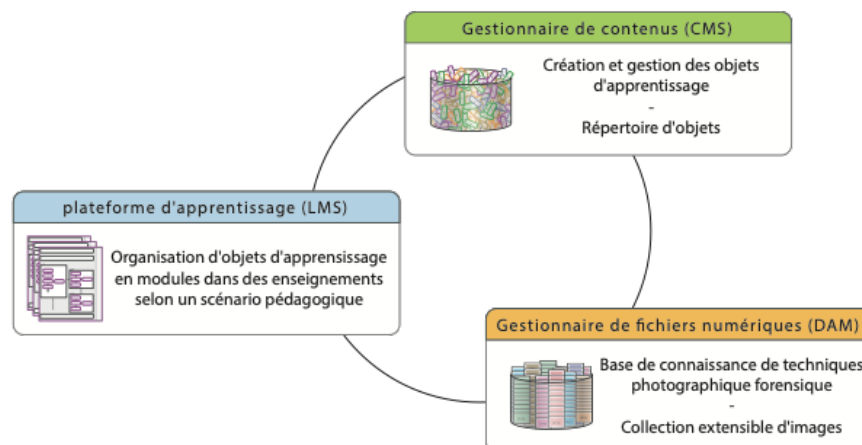 Gestionnaire de contenus (CMS)
Création et gestion des objets
d'apprentissage
-
Répertoire d'objets
plateforme d'apprentissage (LMS)
Organisation d'objets d'apprensissage
en modules dans des enseignements
selon un scénario pédagogique
Gestionnaire de fichiers numériques (DAM)
Base de connaissance de techniques
photographique forensique
-
Collection extensible d'images